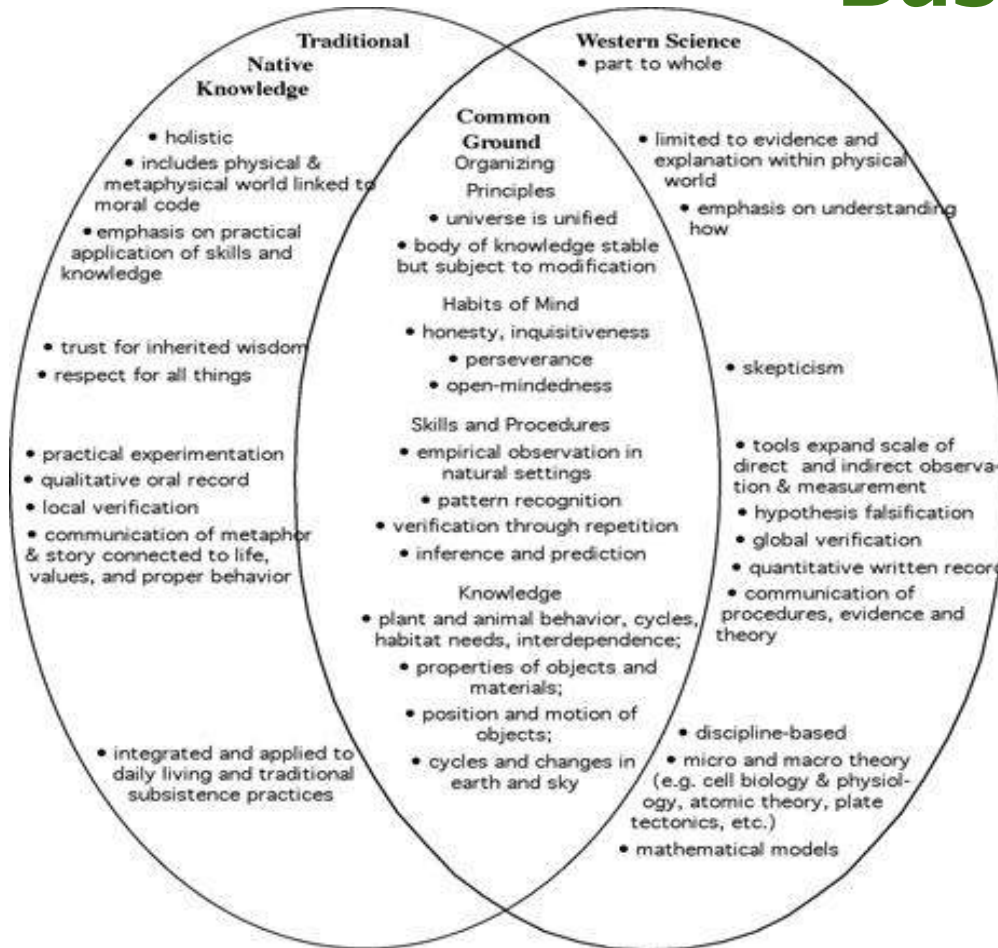 Traditional
Native
Knowledge
• holistic
• includes physical &
metaphysical world linked to
moral code
• emphasis on practical
application of skills and
knowledge
• trust for inherited wisdom
• respect for all things
• practical experimentation
• qualitative oral record
• local verification
• communication of metaphor
& story connected to life,
values, and proper behavior
• integrated and applied to
daily living and traditional
subsistence practices
Common
Ground
Organizing
Principles
• universe is unified
• body of knowledge stable
but subject to modification
Habits of Mind
• honesty, inquisitiveness
• perseverance
• open-mindedness
Skills and Procedures
• empirical observation in
natural settings
• pattern recognition
• verification through repetition
• inference and prediction
Knowledge
• plant and animal behavior, cycles,
habitat needs, interdependence;
• properties of objects and
materials;
• position and motion of
objects;
• cycles and changes in
earth and sky
Western Science
• part to whole
• limited to evidence and
explanation within physical
world
• emphasis on understanding
how
• skepticism
• tools expand scale of
direct and indirect observa-
tion & measurement
• hypothesis falsification
• global verification
• quantitative written record
• communication of
procedures, evidence and
theory
• discipline-based
• micro and macro theory
(e.g. cell biology & physiol-
ogy, atomic theory, plate
tectonics, etc.)
• mathematical models